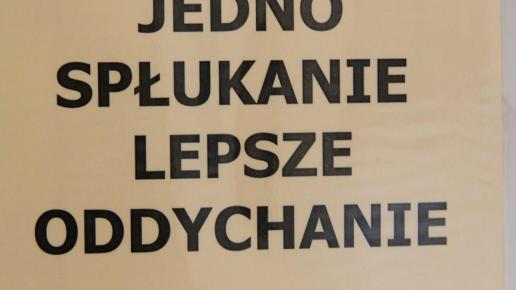 JEDNO
SPŁUKANIE
LEPSZE
ODDYCHANIE